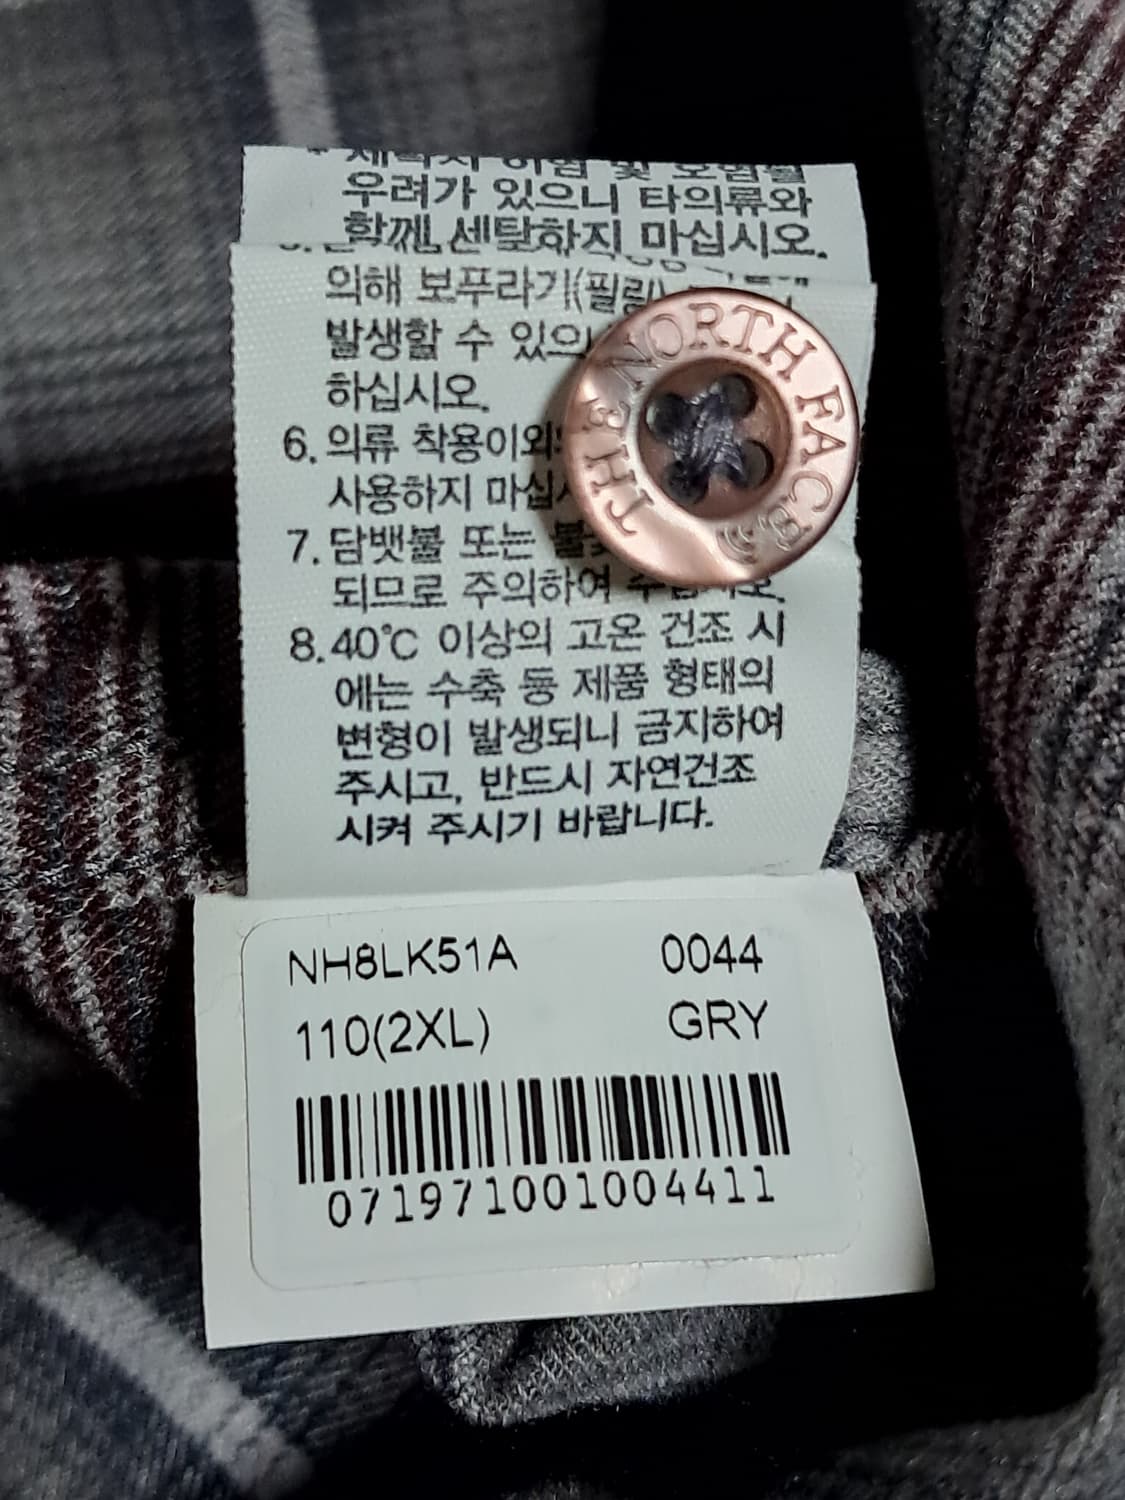 우려가 있으니 타의류와
함께 세탁하지 마십시오.
의해 보푸라기(필링)
발생할 수 있으니
하십시오.
6. 의류 착용이외
사용하지 마십시
7. 담뱃불 또는 불꽃
되므로 주의하여
8. 40℃ 이상의 고온 건조 시
에는 수축 등 제품 형태의
변형이 발생되니 금지하여
주시고, 반드시 자연건조
시켜 주시기 바랍니다.
THE NORTH FACE
NH8LK51A 0044
110(2XL) GRY
071971001004411